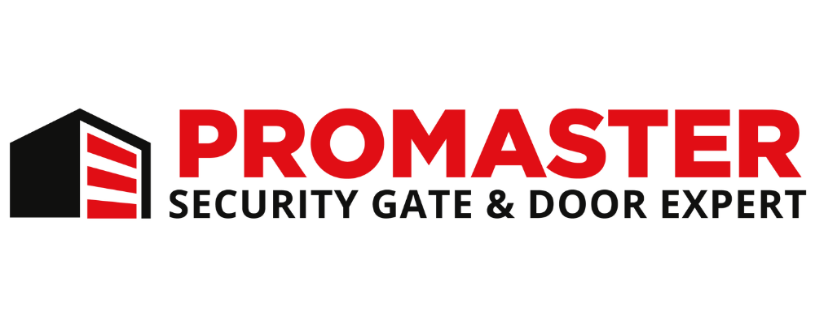 PROMASTER
SECURITY GATE & DOOR EXPERT